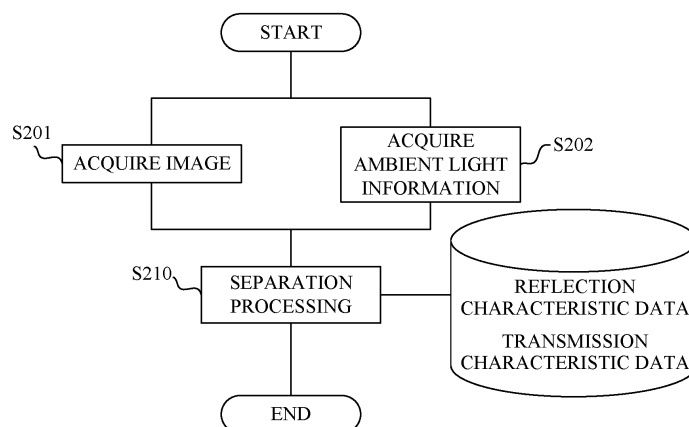 START
S201
ACQUIRE IMAGE
ACQUIRE
AMBIENT LIGHT
INFORMATION
S202
S210
SEPARATION
PROCESSING
REFLECTION
CHARACTERISTIC DATA
TRANSMISSION
CHARACTERISTIC DATA
END